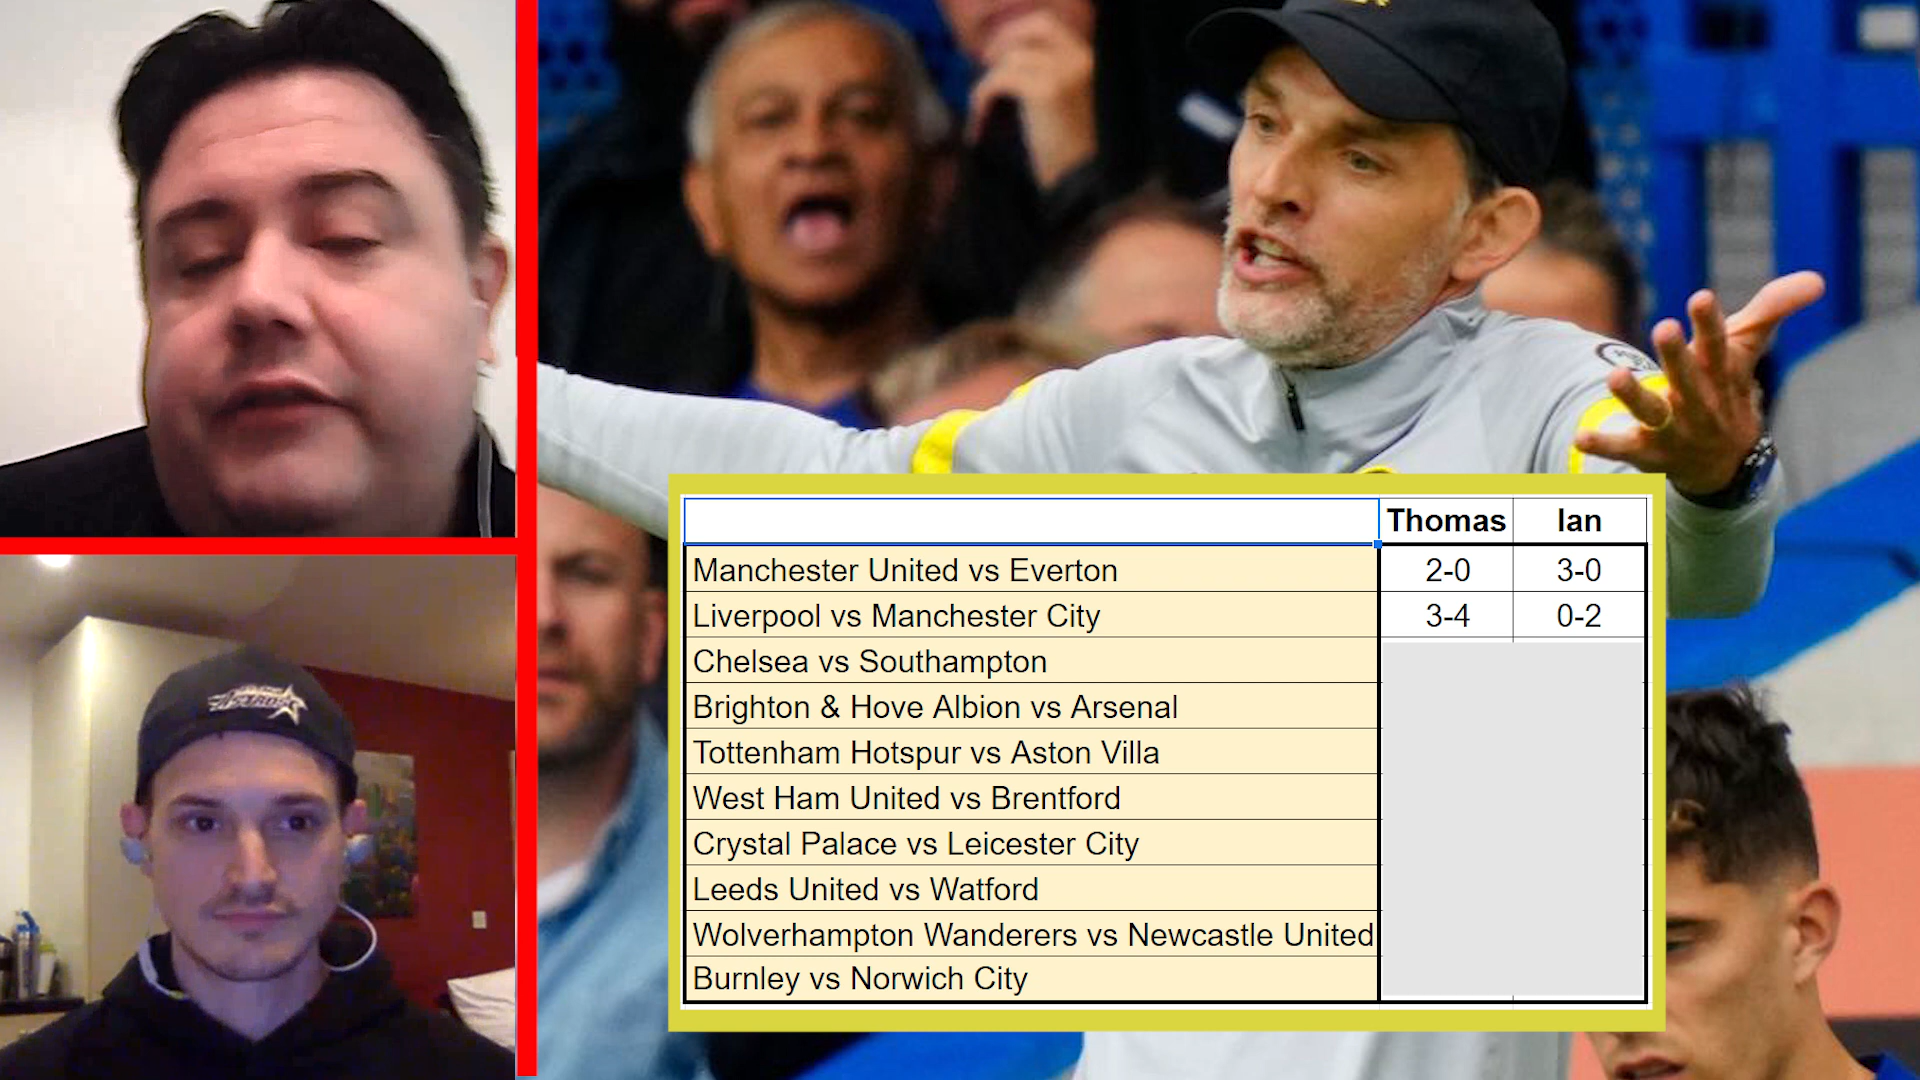 Thomas Ian
Manchester United vs Everton 2-0 3-0
Liverpool vs Manchester City 3-4 0-2
Chelsea vs Southampton
Brighton & Hove Albion vs Arsenal
Tottenham Hotspur vs Aston Villa
West Ham United vs Brentford
Crystal Palace vs Leicester City
Leeds United vs Watford
Wolverhampton Wanderers vs Newcastle United
Burnley vs Norwich City